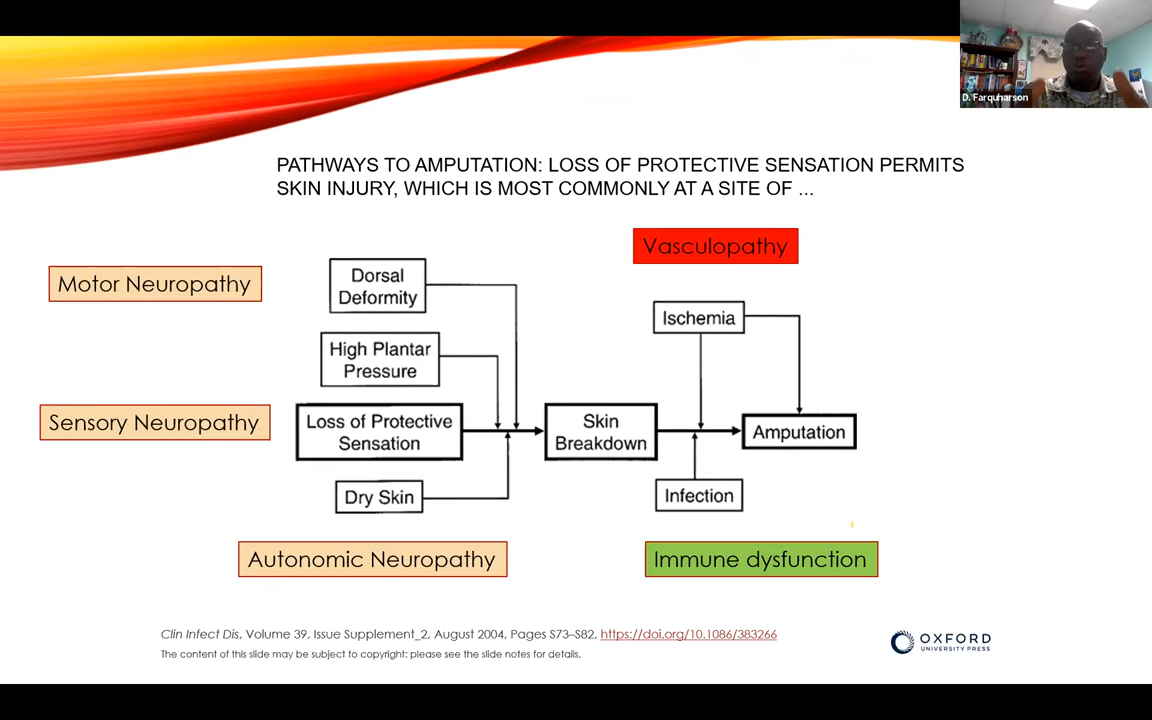 D. Farquharson
PATHWAYS TO AMPUTATION: LOSS OF PROTECTIVE SENSATION PERMITS
SKIN INJURY, WHICH IS MOST COMMONLY AT A SITE OF ...
Vasculopathy
Motor Neuropathy
Dorsal
Deformity
Ischemia
High Plantar
Pressure
Sensory Neuropathy
Loss of Protective
Sensation
Skin
Breakdown
Amputation
Dry Skin
Infection
Autonomic Neuropathy
Immune dysfunction
Clin Infect Dis, Volume 39, Issue Supplement_2, August 2004, Pages S73–S82, https://doi.org/10.1086/383266
The content of this slide may be subject to copyright: please see the slide notes for details.
OXFORD
UNIVERSITY PRESS